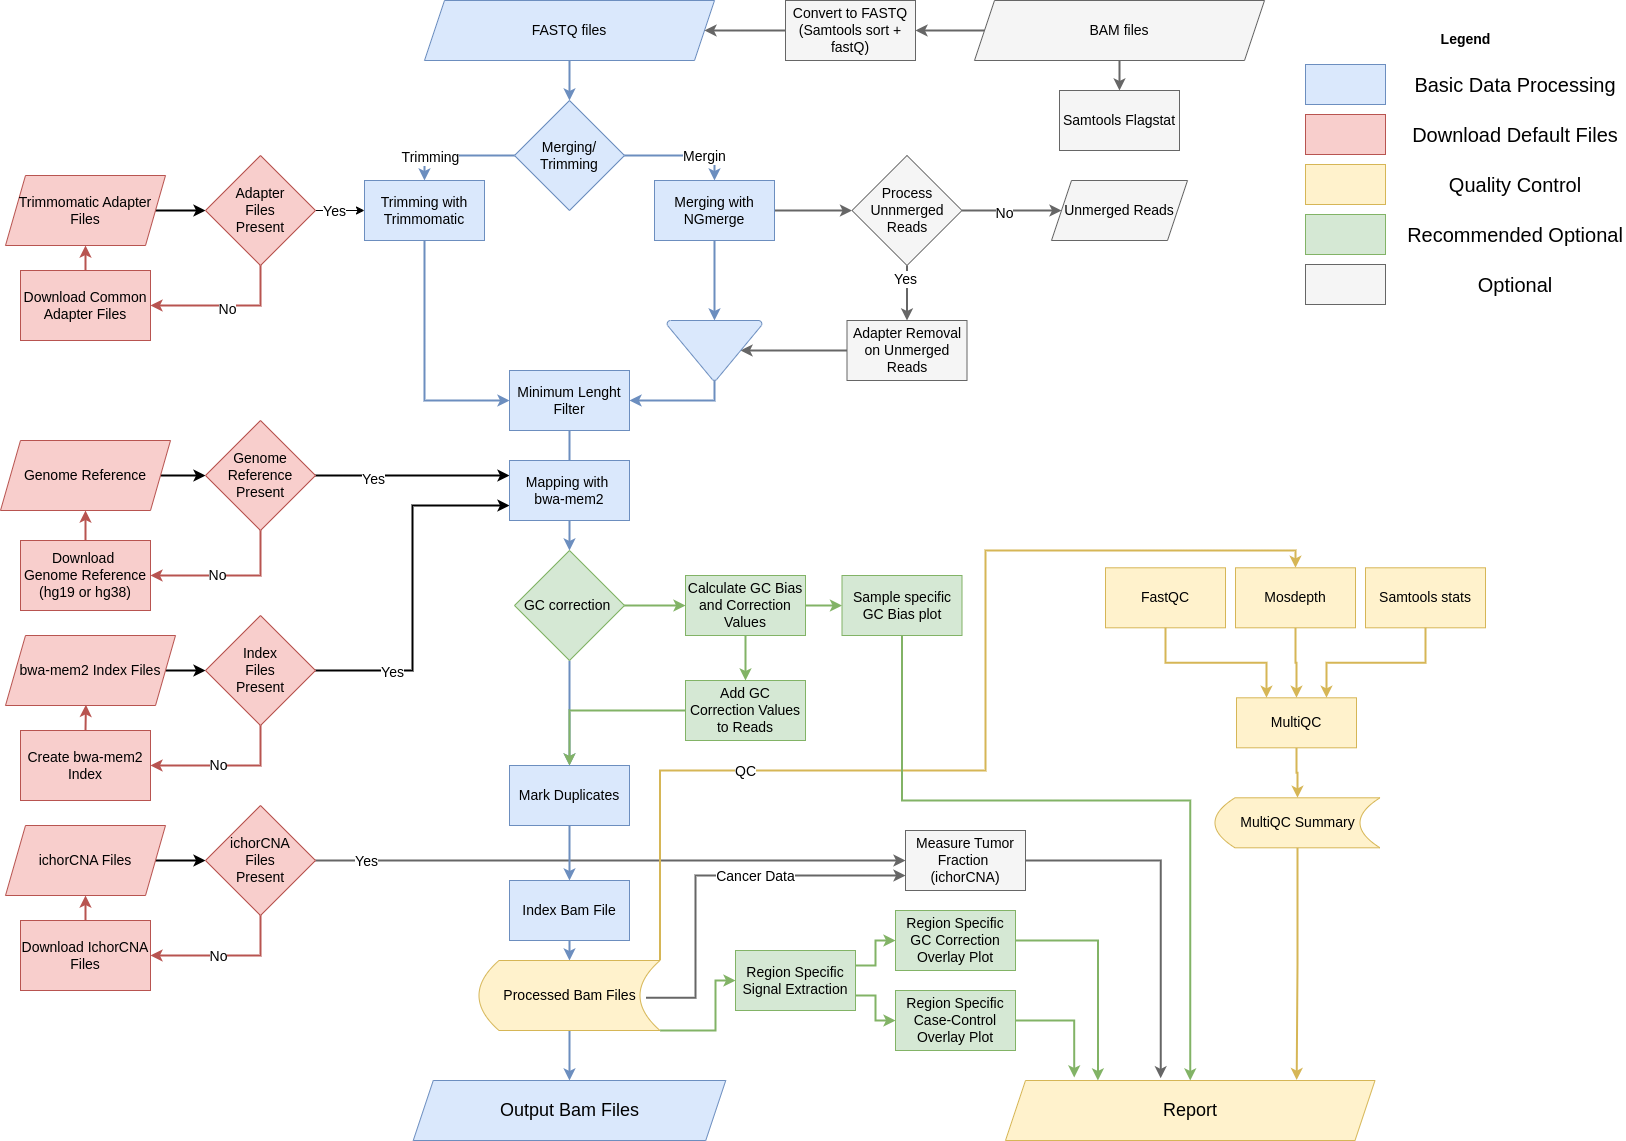 FASTQ files
Convert to FASTQ
(Samtools sort +
fastQ)
BAM files
Legend
Basic Data Processing
Download Default Files
Quality Control
Recommended Optional
Optional
Samtools Flagstat
Merging/
Trimming
Trimming
Mergin
Trimmomatic Adapter
Files
Adapter
Files
Present
Yes
Trimming with
Trimmomatic
Merging with
NGmerge
Process
Unnmerged
Reads
No
Unmerged Reads
Yes
Download Common
Adapter Files
No
Adapter Removal
on Unmerged
Reads
Minimum Lenght
Filter
Genome Reference
Genome
Reference
Present
Yes
Mapping with
bwa-mem2
Download
Genome Reference
(hg19 or hg38)
No
GC correction
Calculate GC Bias
and Correction
Values
Sample specific
GC Bias plot
FastQC
Mosdepth
Samtools stats
bwa-mem2 Index Files
Index
Files
Present
Yes
Add GC
Correction Values
to Reads
MultiQC
Create bwa-mem2
Index
No
QC
Mark Duplicates
MultiQC Summary
ichorCNA Files
ichorCNA
Files
Present
Yes
Measure Tumor
Fraction
(ichorCNA)
Cancer Data
Index Bam File
Download IchorCNA
Files
No
Region Specific
GC Correction
Overlay Plot
Processed Bam Files
Region Specific
Signal Extraction
Region Specific
Case-Control
Overlay Plot
Output Bam Files
Report